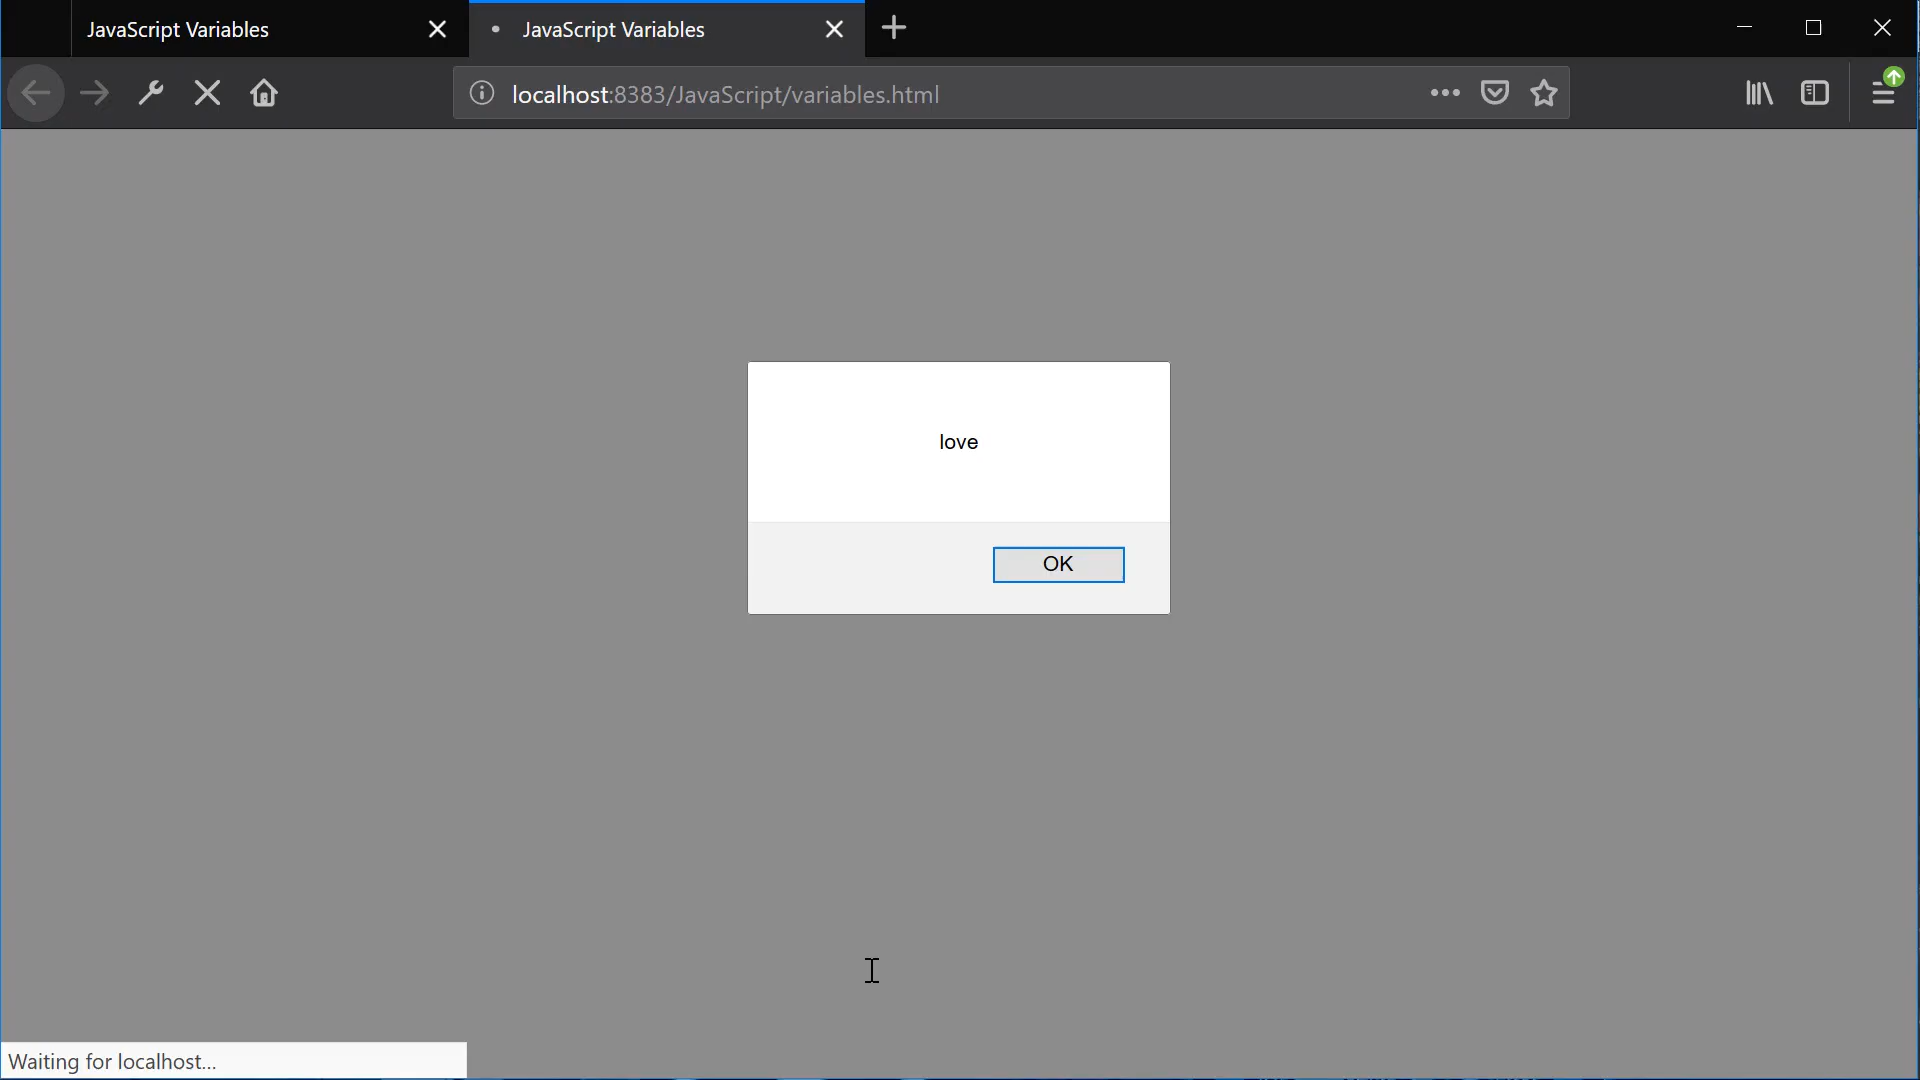 JavaScript Variables
JavaScript Variables
localhost:8383/JavaScript/variables.html
love
OK
Waiting for localhost...